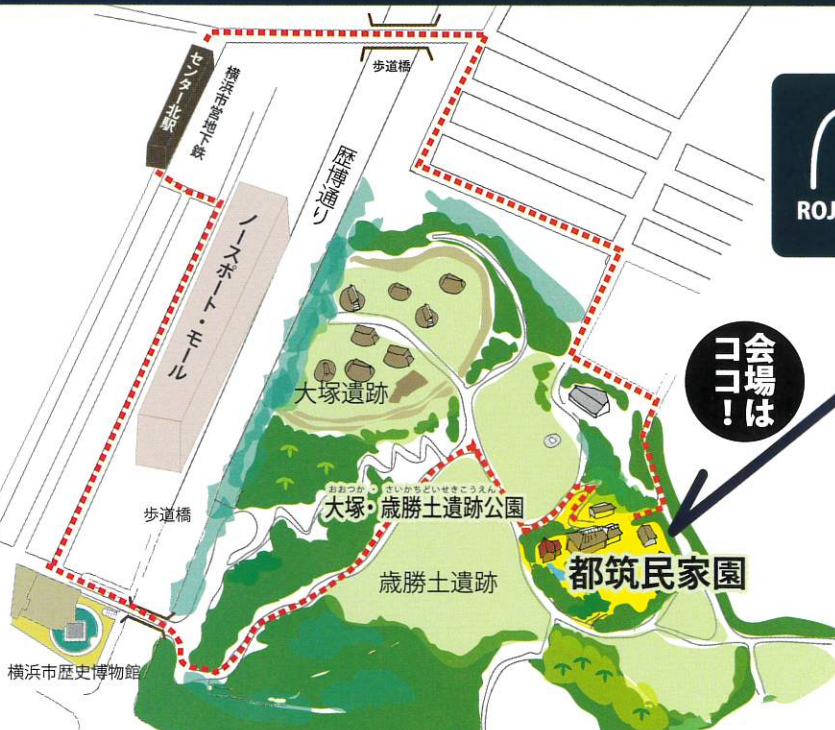 歩道橋
センター北駅
横浜市営地下鉄
歴博通り
ノースポート・モール
ROJ
会場は
ココ！
大塚遺跡
おおつか・さいかちどいせきこうえん
大塚・歳勝土遺跡公園
歩道橋
歳勝土遺跡
都筑民家園
横浜市歴史博物館